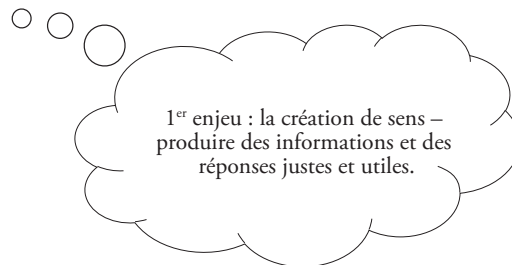 1er enjeu : la création de sens –
produire des informations et des
réponses justes et utiles.